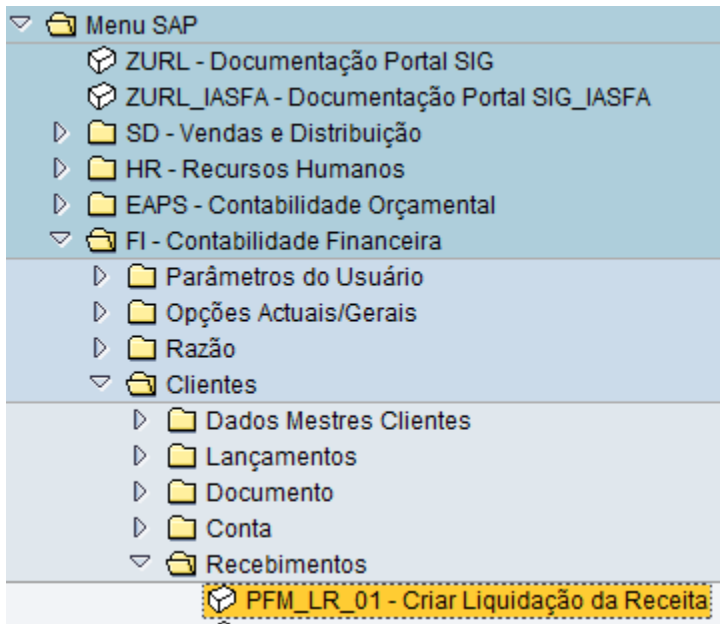 Menu SAP
ZURL - Documentação Portal SIG
ZURL_IASFA - Documentação Portal SIG_IASFA
SD - Vendas e Distribuição
HR - Recursos Humanos
EAPS - Contabilidade Orçamental
FI - Contabilidade Financeira
Parâmetros do Usuário
Opções Actuais/Gerais
Razão
Clientes
Dados Mestres Clientes
Lançamentos
Documento
Conta
Recebimentos
PFM_LR_01 - Criar Liquidação da Receita